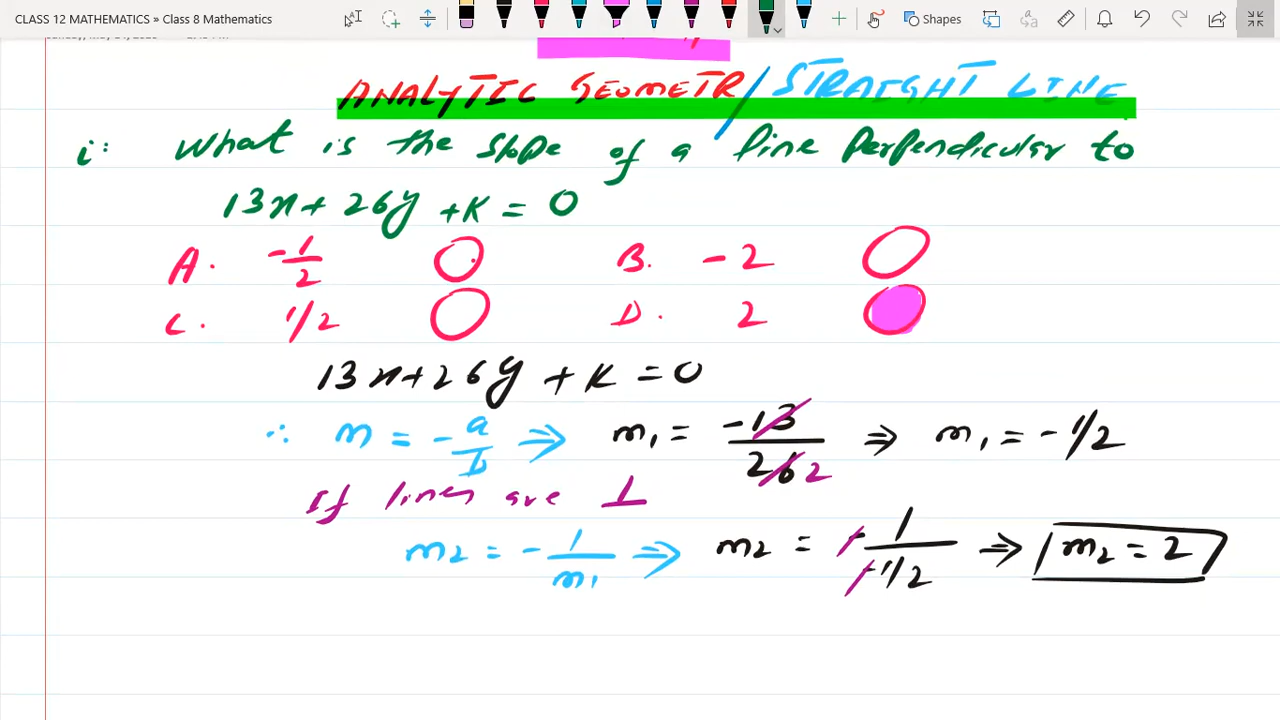 CLASS 12 MATHEMATICS » Class 8 Mathematics
Shapes
ANALYTIC GEOMETR/STRAIGHT LINE
i: What is the slope of a line perpendicular to
13x+26y+K=0
A. -1/2 B. -2
C. 1/2 D. 2
13x+26y+K=0
∴ m = -a/b ⇒ m₁ = -13/26 2 ⇒ m₁ = -1/2
If lines are ⊥
m₂ = -1/m₁ ⇒ m₂ = -1/-1/2 ⇒ m₂ = 2